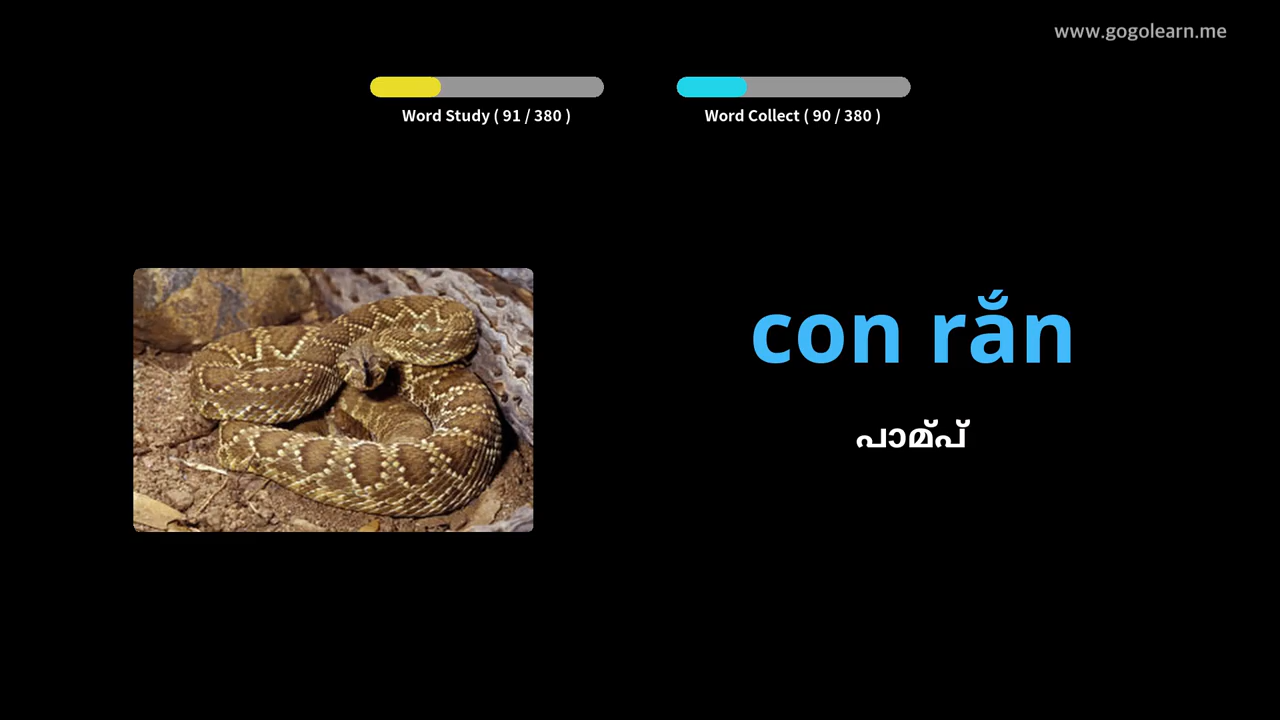 www.gogolearn.me
Word Study ( 91 / 380 )
Word Collect ( 90 / 380 )
con rắn
പാമ്പ്